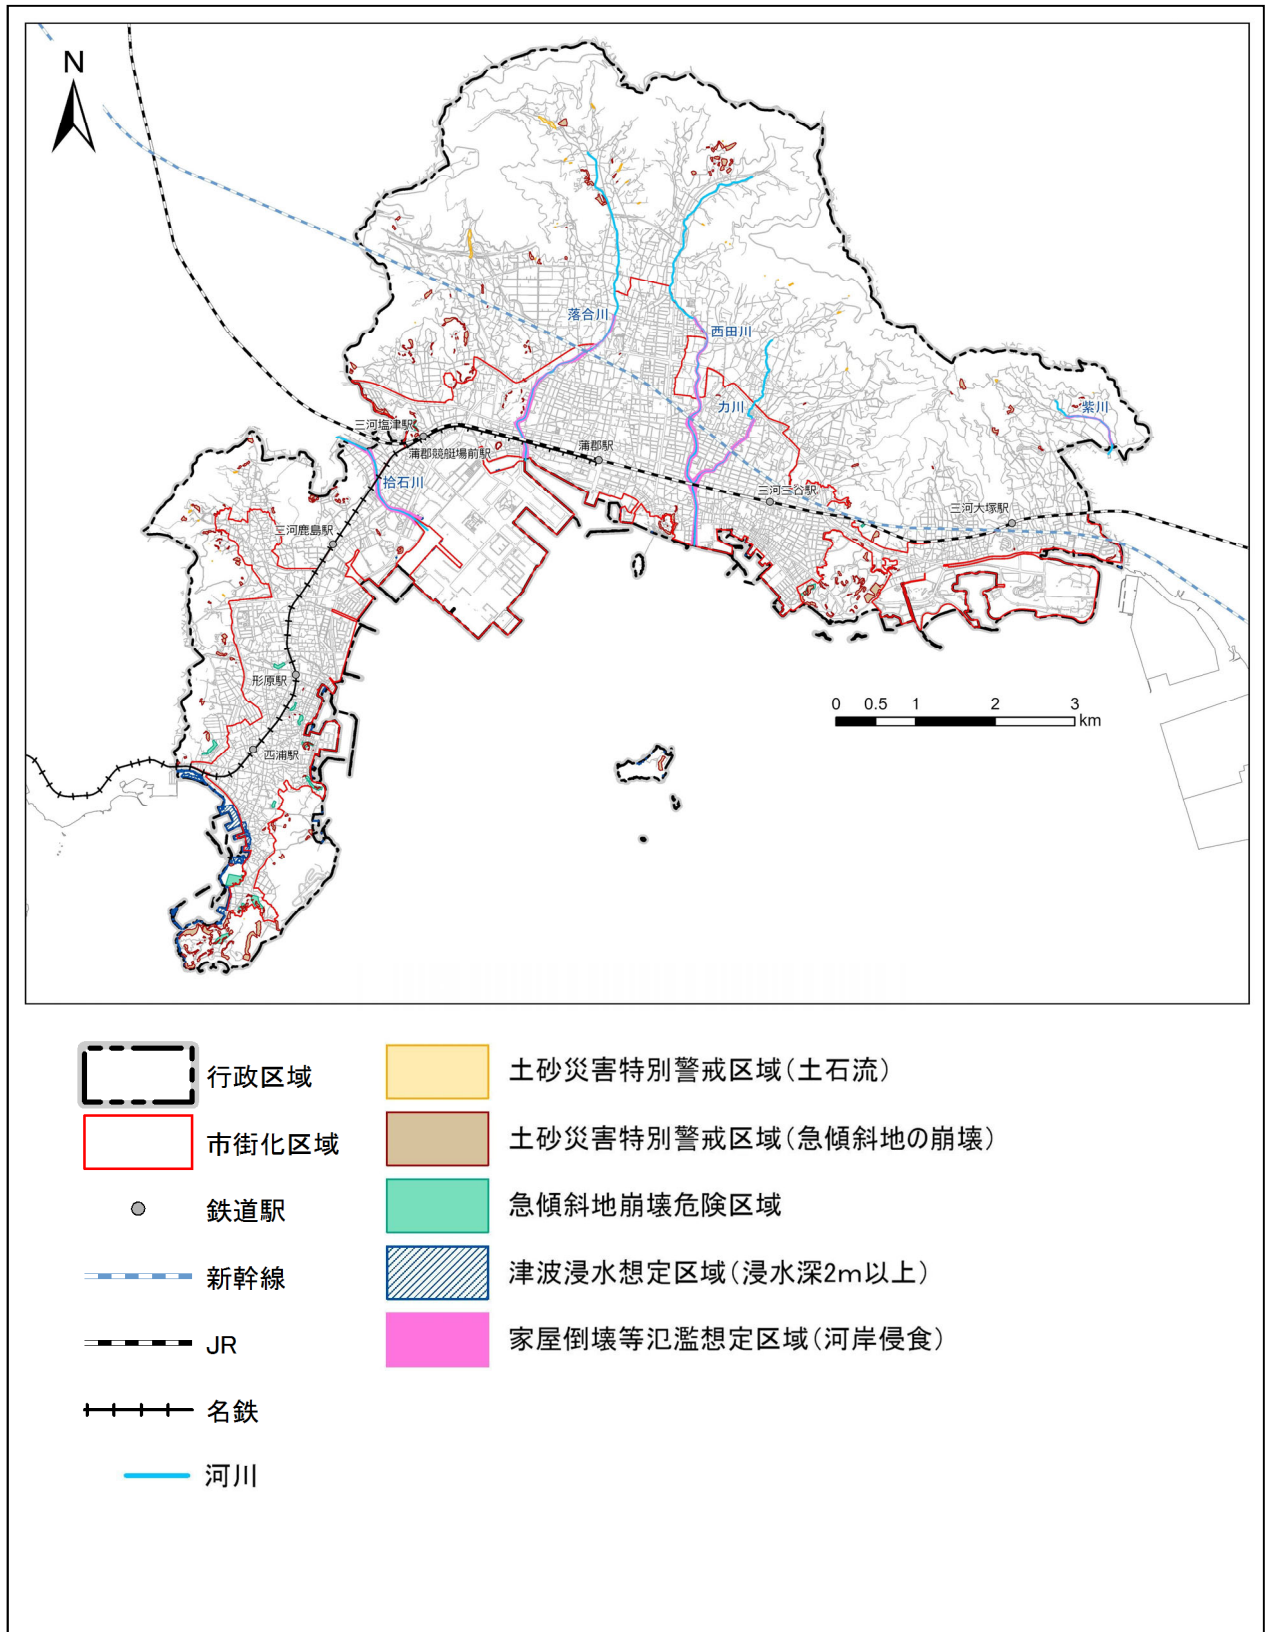 N
落合川
西田川
力川
紫川
三河塩津駅
蒲郡競艇場前駅
蒲郡駅
拾石川
三河三谷駅
三河大塚駅
三河鹿島駅
形原駅
西浦駅
0 0.5 1 2 3
km
行政区域
市街化区域
鉄道駅
新幹線
JR
名鉄
河川
土砂災害特別警戒区域(土石流)
土砂災害特別警戒区域(急傾斜地の崩壊)
急傾斜地崩壊危険区域
津波浸水想定区域(浸水深2m以上)
家屋倒壊等氾濫想定区域(河岸侵食)